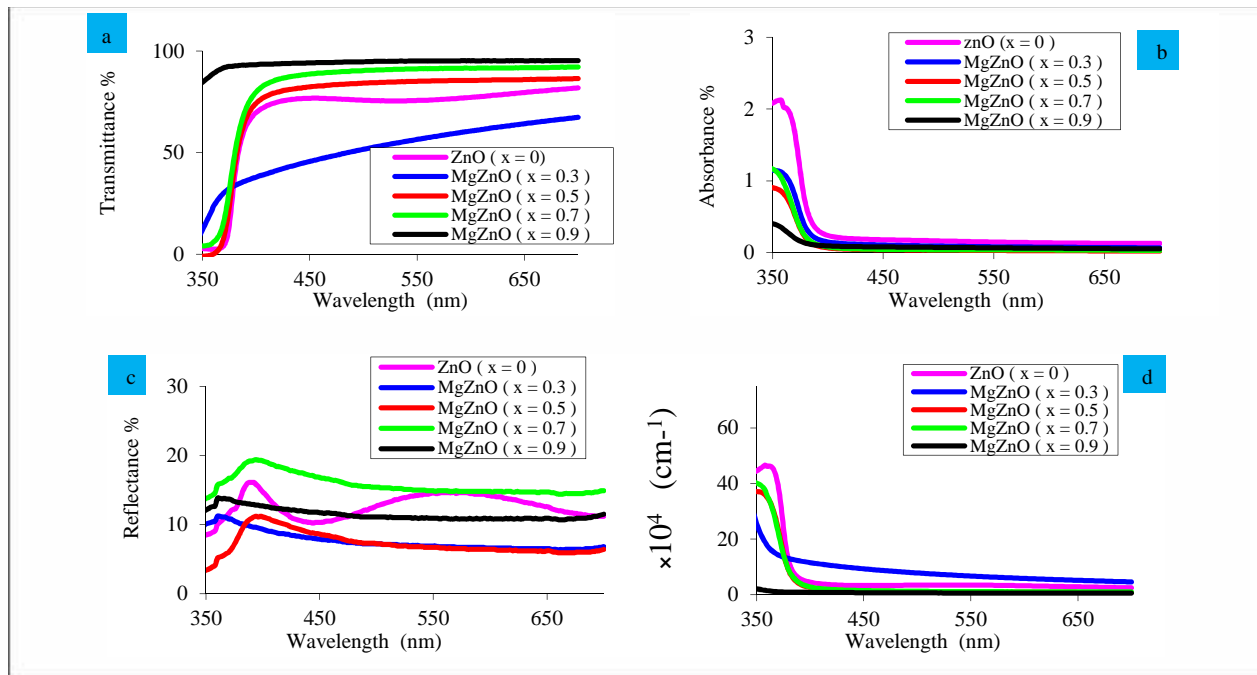 a
Transmittance %
100
50
0
350
450
550
650
Wavelength (nm)
ZnO ( x = 0)
MgZnO ( x = 0.3 )
MgZnO ( x = 0.5 )
MgZnO ( x = 0.7 )
MgZnO ( x = 0.9 )
b
Absorbance %
3
2
1
0
350
450
550
650
Wavelength (nm)
znO (x = 0 )
MgZnO ( x = 0.3 )
MgZnO ( x = 0.5 )
MgZnO ( x = 0.7 )
MgZnO ( x = 0.9 )
c
Reflectance %
30
20
10
0
350
450
550
650
Wavelength (nm)
ZnO ( x = 0 )
MgZnO ( x = 0.3 )
MgZnO ( x = 0.5 )
MgZnO ( x = 0.7 )
MgZnO ( x = 0.9 )
d
×10⁴ (cm-¹)
60
40
20
0
350
450
550
650
Wavelength (nm)
ZnO ( x = 0 )
MgZnO ( x = 0.3 )
MgZnO ( x = 0.5 )
MgZnO ( x = 0.7 )
MgZnO ( x = 0.9 )